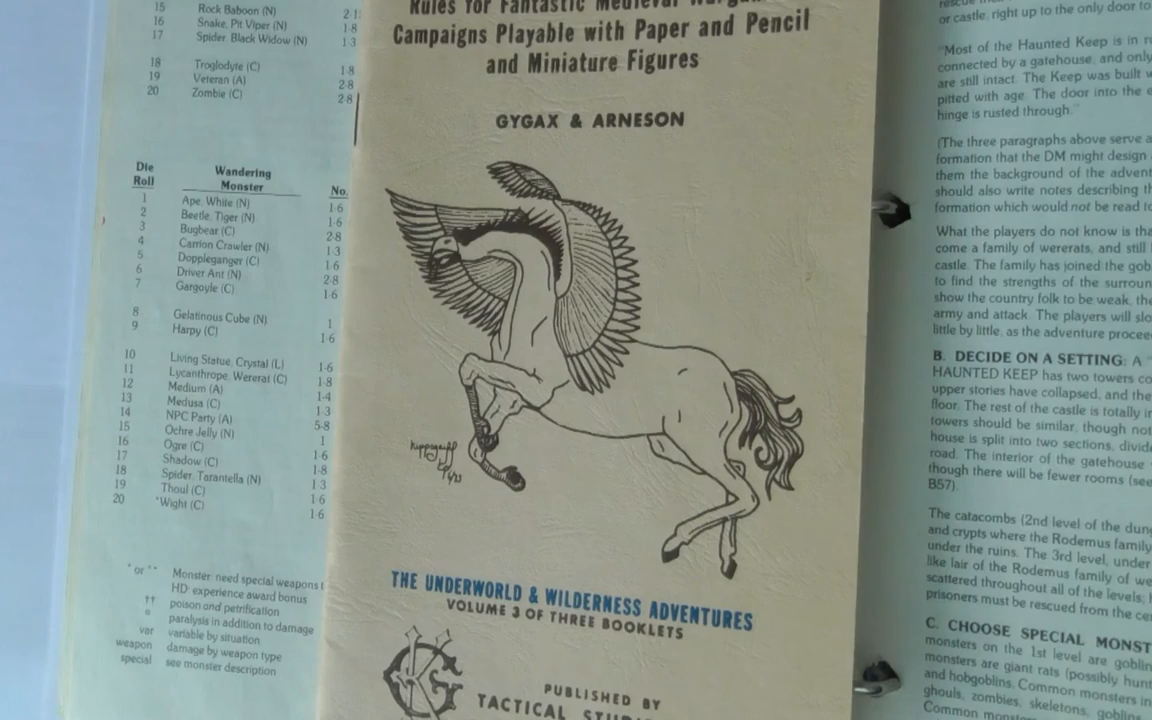 15 Rock Baboon (N)
16 Snake, Pit Viper (N) 1-8
17 Spider, Black Widow (N) 1-3
18 Troglodyte (C) 1-8
19 Veteran (A) 2-8
20 Zombie (C) 2-8
Die Roll Wandering Monster No.
1 Ape, White (N) 1-6
2 Beetle, Tiger (N) 1-6
3 Bugbear (C) 2-8
4 Carrion Crawler (N) 1-3
5 Doppleganger (C) 1-6
6 Driver Ant (N) 2-8
7 Gargoyle (C) 1-6
8 Gelatinous Cube (N) 1
9 Harpy (C) 1-6
10 Living Statue, Crystal (L) 1-6
11 Lycanthrope, Wererat (C) 1-8
12 Medium (A) 1-4
13 Medusa (C) 1-3
14 NPC Party (A) 5-8
15 Ochre Jelly (N) 1
16 Ogre (C) 1-6
17 Shadow (C) 1-8
18 Spider, Tarantella (N) 1-3
19 Thoul (C) 1-6
20 *Wight (C) 1-6
* or ** Monster need special weapons t
HD: experience award bonus
†† poison and petrification
paralysis in addition to damage
var variable by situation
weapon damage by weapon type
special see monster description
Rules for Fantastic Medieval
Campaigns Playable with Paper and Pencil
and Miniature Figures
GYGAX & ARNESON
THE UNDERWORLD & WILDERNESS ADVENTURES
VOLUME 3 OF THREE BOOKLETS
PUBLISHED BY
TACTICAL
or castle, right up to the only door to
"Most of the Haunted Keep is in
connected by a gatehouse, and only
are still intact. The Keep was built
pitted with age. The door into the
hinge is rusted through."
(The three paragraphs above serve a
formation that the DM might design
them the background of the advent
should also write notes describing th
formation which would not be read to
What the players do not know is tha
come a family of wererats, and still
castle. The family has joined the gob
to find the strengths of the surroun
show the country folk to be weak, the
army and attack. The players will slo
little by little, as the adventure procee
B. DECIDE ON A SETTING: A
HAUNTED KEEP has two towers co
upper stories have collapsed, and the
floor. The rest of the castle is totally i
towers should be similar, though not
house is split into two sections, divid
road. The interior of the gatehouse
though there will be fewer rooms (see
B57).
The catacombs (2nd level of the dun
and crypts where the Rodemus family
under the ruins. The 3rd level, under
like lair of the Rodemus family of we
scattered throughout all of the levels;
prisoners must be rescued from the ce
C. CHOOSE SPECIAL MONST
monsters on the 1st level are goblin
monsters are giant rats (possibly hunt
and hobgoblins. Common monsters in
ghouls, zombies, skeletons, goblins
Common